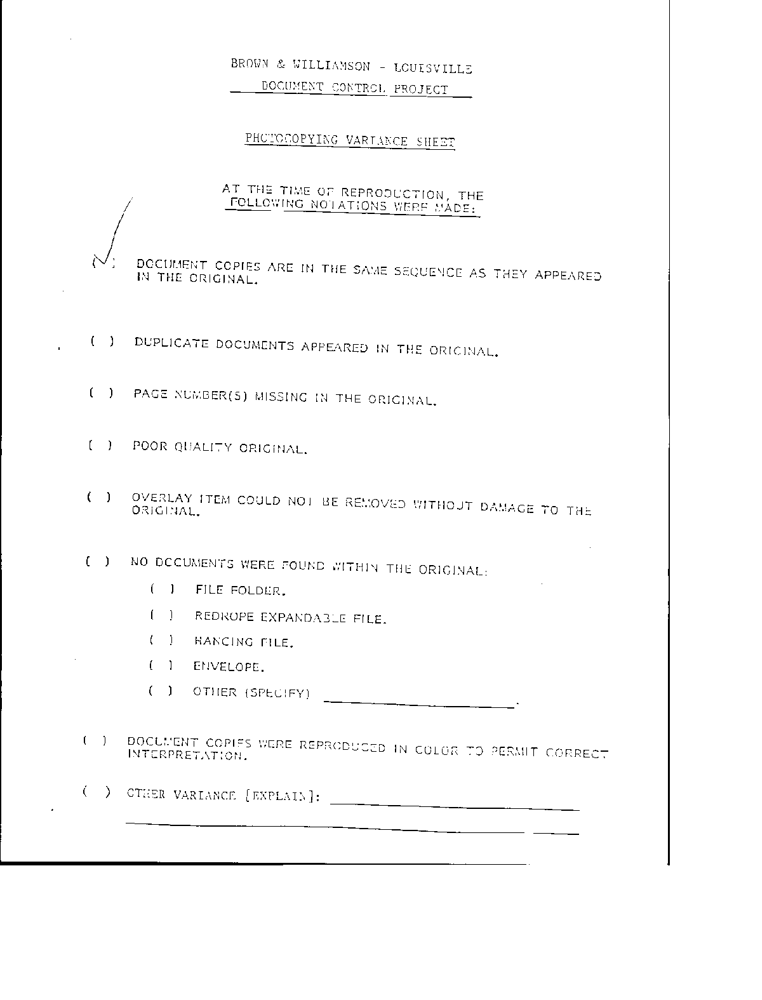 BROWN & WILLIAMSON - LOUISVILLE
DOCUMENT CONTROL PROJECT
PHOTOCOPYING VARIANCE SHEET
AT THE TIME OF REPRODUCTION, THE
FOLLOWING NOTATIONS WERE MADE:
(✓) DOCUMENT COPIES ARE IN THE SAME SEQUENCE AS THEY APPEARED
IN THE ORIGINAL.
( ) DUPLICATE DOCUMENTS APPEARED IN THE ORIGINAL.
( ) PAGE NUMBER(S) MISSING IN THE ORIGINAL.
( ) POOR QUALITY ORIGINAL.
( ) OVERLAY ITEM COULD NOT BE REMOVED WITHOUT DAMAGE TO THE
ORIGINAL.
( ) NO DOCUMENTS WERE FOUND WITHIN THE ORIGINAL:
( ) FILE FOLDER.
( ) REDROPE EXPANDABLE FILE.
( ) HANGING FILE.
( ) ENVELOPE.
( ) OTHER (SPECIFY) ____________________.
( ) DOCUMENT COPIES WERE REPRODUCED IN COLOR TO PERMIT CORRECT
INTERPRETATION.
( ) OTHER VARIANCE [EXPLAIN]: ____________________